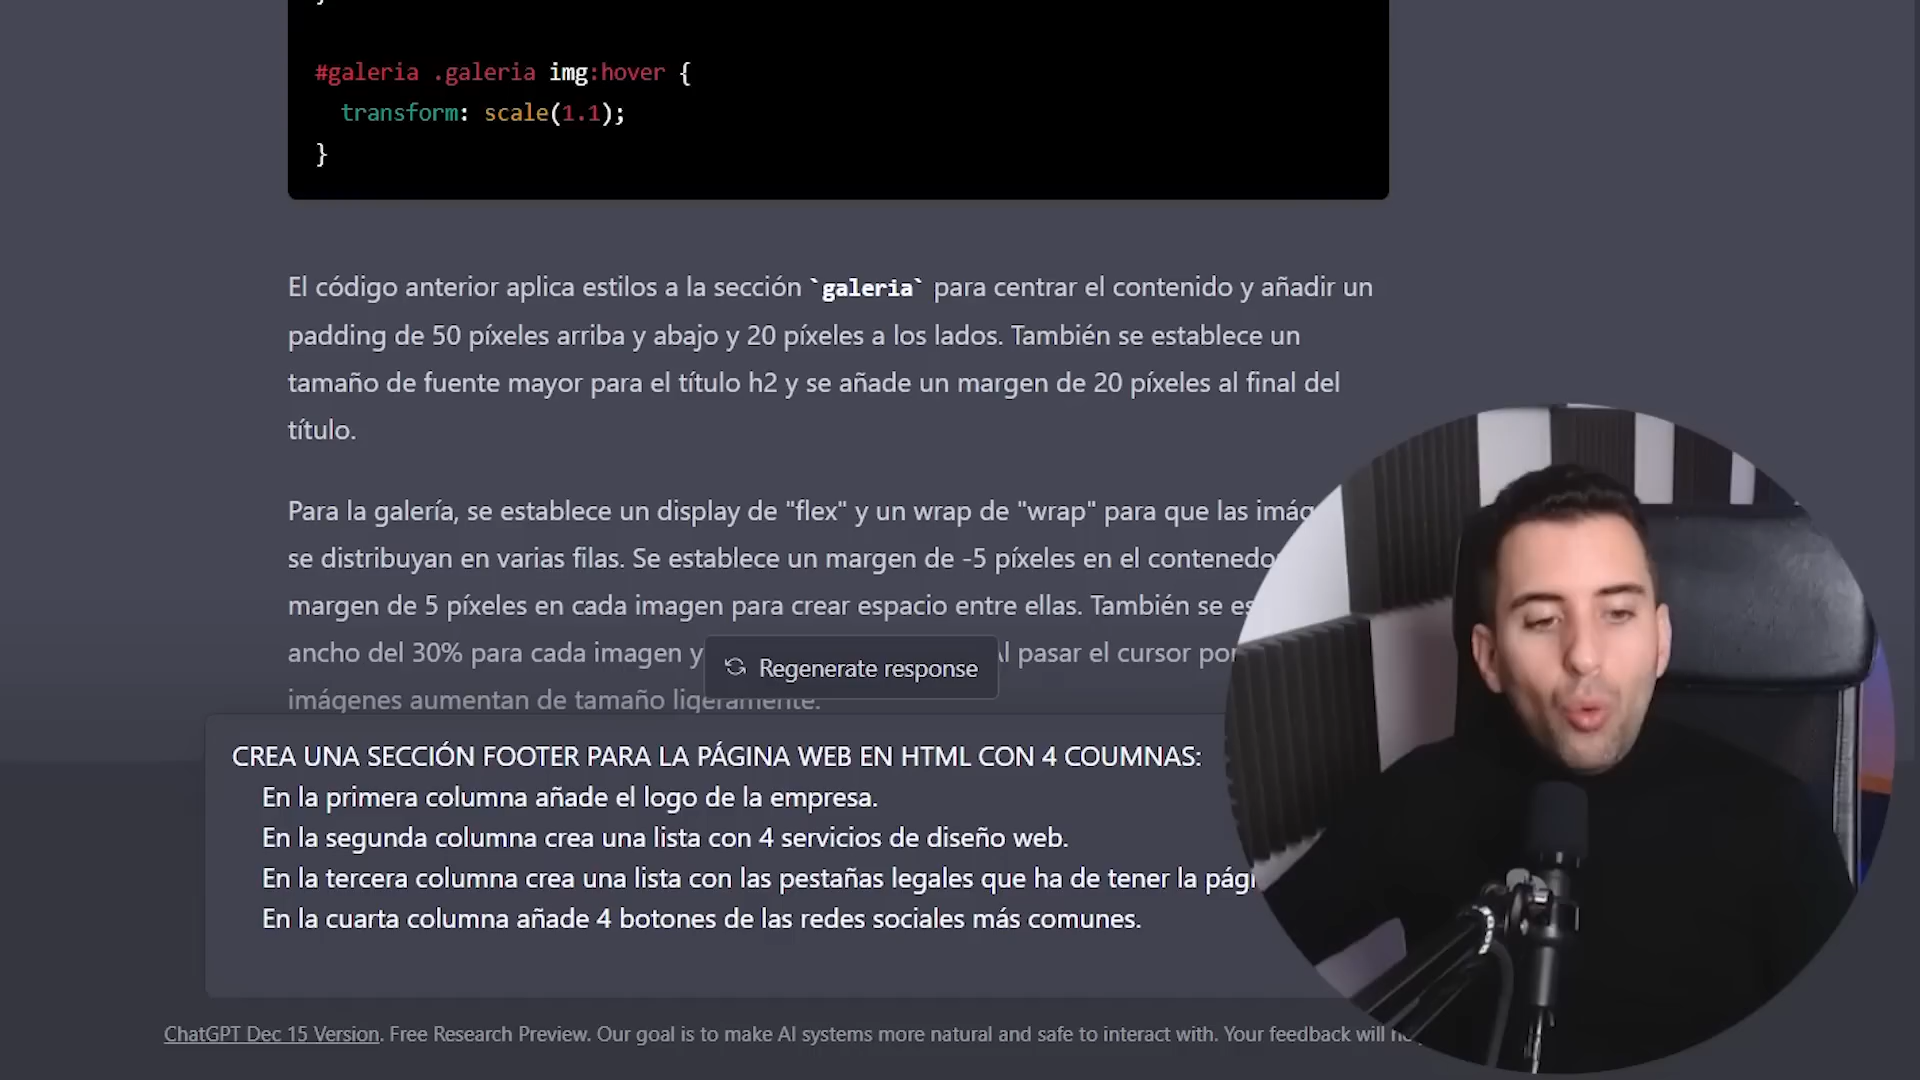 }
#galeria .galeria img:hover {
transform: scale(1.1);
}
El código anterior aplica estilos a la sección `galeria` para centrar el contenido y añadir un
padding de 50 píxeles arriba y abajo y 20 píxeles a los lados. También se establece un
tamaño de fuente mayor para el título h2 y se añade un margen de 20 píxeles al final del
título.
Para la galería, se establece un display de "flex" y un wrap de "wrap" para que las
se distribuyan en varias filas. Se establece un margen de -5 píxeles en el
margen de 5 píxeles en cada imagen para crear espacio entre ellas. También se
ancho del 30% para cada imagen y pasar el cursor
Regenerate response
imágenes aumentan de tamaño ligeramente.
CREA UNA SECCIÓN FOOTER PARA LA PÁGINA WEB EN HTML CON 4 COUMNAS:
En la primera columna añade el logo de la empresa.
En la segunda columna crea una lista con 4 servicios de diseño web.
En la tercera columna crea una lista con las pestañas legales que ha de tener la
En la cuarta columna añade 4 botones de las redes sociales más comunes.
ChatGPT Dec 15 Version. Free Research Preview. Our goal is to make AI systems more natural and safe to interact with. Your feedback will